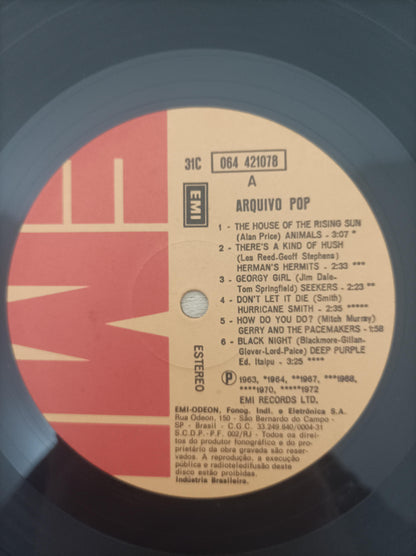 EMI
31C 064 421078
A
EMI
ARQUIVO POP
1 - THE HOUSE OF THE RISING SUN
(Alan Price) ANIMALS - 3:07 *
2 - THERE'S A KIND OF HUSH
(Les Reed-Geoff Stephens)
HERMAN'S HERMITS - 2:33 ***
3 - GEORGY GIRL (Jim Dale-
Tom Springfield) SEEKERS - 2:23 **
4 - DON'T LET IT DIE (Smith)
HURRICANE SMITH - 2:35 *****
5 - HOW DO YOU DO? (Mitch Murray)
GERRY AND THE PACEMAKERS - 1:58
6 - BLACK NIGHT (Blackmore-Gillan-
Glover-Lord-Paice) DEEP PURPLE
Ed. Itaipu - 3:25 ****
ESTEREO
P 1963, *1964, **1967, ***1968,
****1970, *****1972
EMI RECORDS LTD.
EMI-ODEON, Fonog. Indl. e Eletrônica S.A.
Rua Odeon, 150 - São Bernardo do Campo -
SP - Brasil - C.G.C. 33.249.640/0004-31
S.C.D.P. - P.F. 002/RJ - Todos os direi-
tos do produtor fonográfico e do pro-
prietário da obra gravada são reser-
vados. A reprodução, a execução
pública e radioteledifusão deste
disco estão proibidas.
Indústria Brasileira.